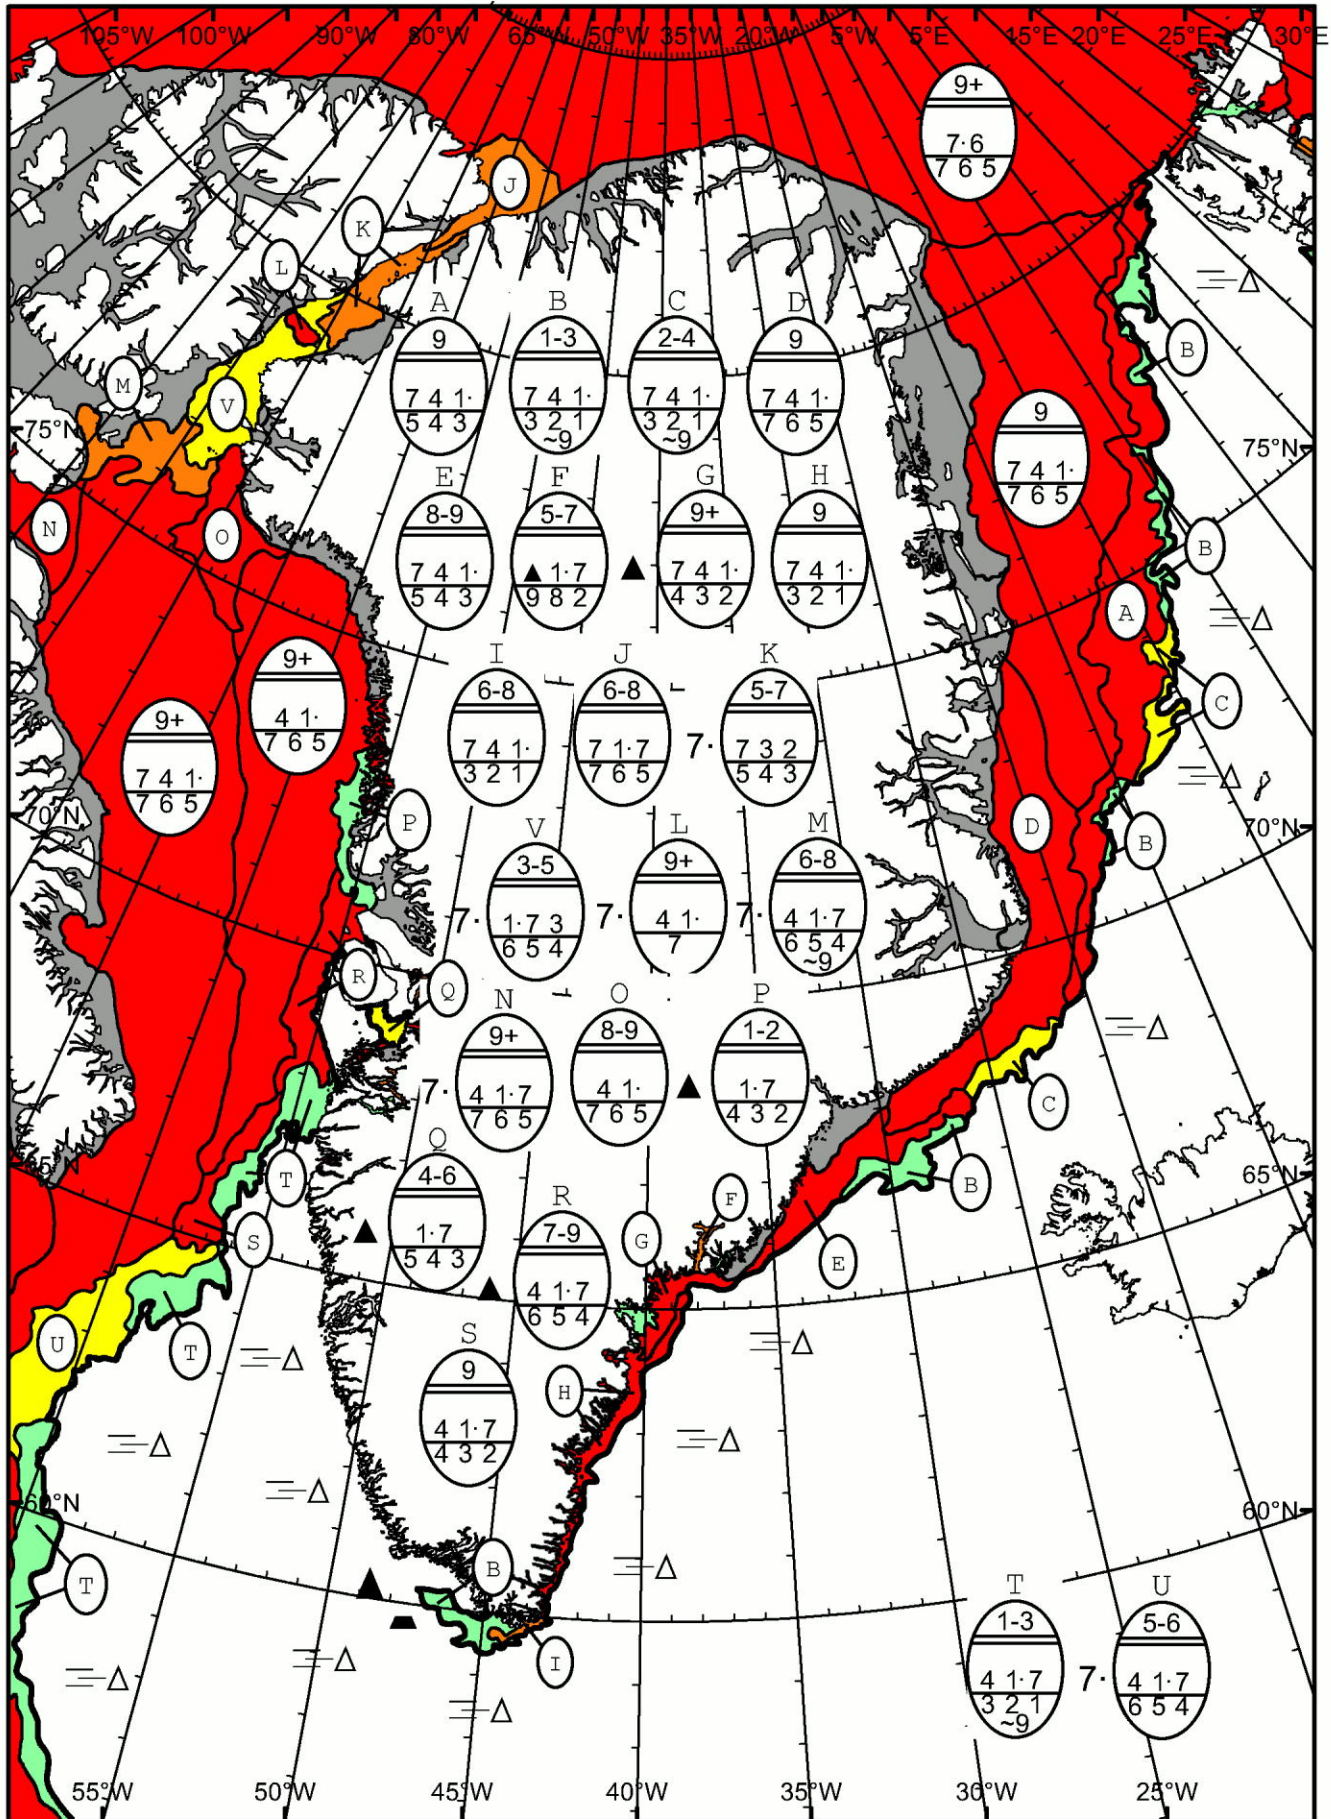 105°W 100°W 90°W 80°W 65°W 50°W 35°W 20°W 5°W 5°E 15°E 20°E 25°E 30°E
9+
7·6
7 6 5
J
K
L
A B C D
9 1-3 2-4 9
7 4 1· 7 4 1· 7 4 1· 7 4 1·
5 4 3 3 2 1 3 2 1 7 6 5
~9 ~9
B
M
V
75°N
9
7 4 1·
7 6 5
75°N
E F G H
8-9 5-7 9+ 9
7 4 1· ▲ 1·7 ▲ 7 4 1· 7 4 1·
5 4 3 9 8 2 4 3 2 3 2 1
N
O
B
A
C
9+
4 1·
7 6 5
9+
7 4 1·
7 6 5
I J K
6-8 6-8 5-7
7 4 1· 7 1·7 7· 7 3 2
3 2 1 7 6 5 5 4 3
70°N
P
D
70°N
B
V L M
3-5 9+ 6-8
7· 1·7 3 7· 4 1· 7· 4 1·7
6 5 4 7 6 5 4
~9
R
Q
N O P
9+ 8-9 1-2
7· 4 1·7 4 1· ▲ 1·7
7 6 5 7 6 5 4 3 2
C
65°N
T
B
65°N
Q
4-6
▲ 1·7
5 4 3
R
7-9
▲ 4 1·7
6 5 4
F
G
S
E
U
T
S
9
4 1·7
4 3 2
H
60°N
60°N
T
B
I
T U
1-3 5-6
4 1·7 7· 4 1·7
3 2 1 6 5 4
~9
55°W 50°W 45°W 40°W 35°W 30°W 25°W